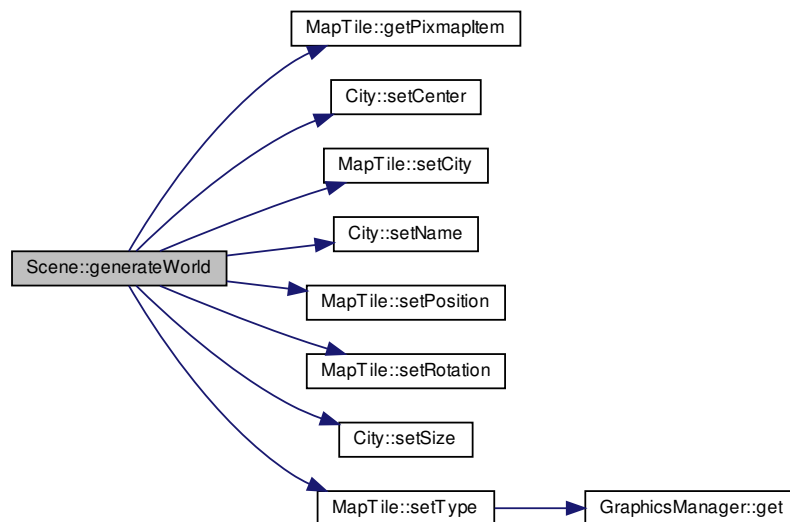 MapTile::getPixmapItem
City::setCenter
MapTile::setCity
City::setName
Scene::generateWorld
MapTile::setPosition
MapTile::setRotation
City::setSize
MapTile::setType
GraphicsManager::get